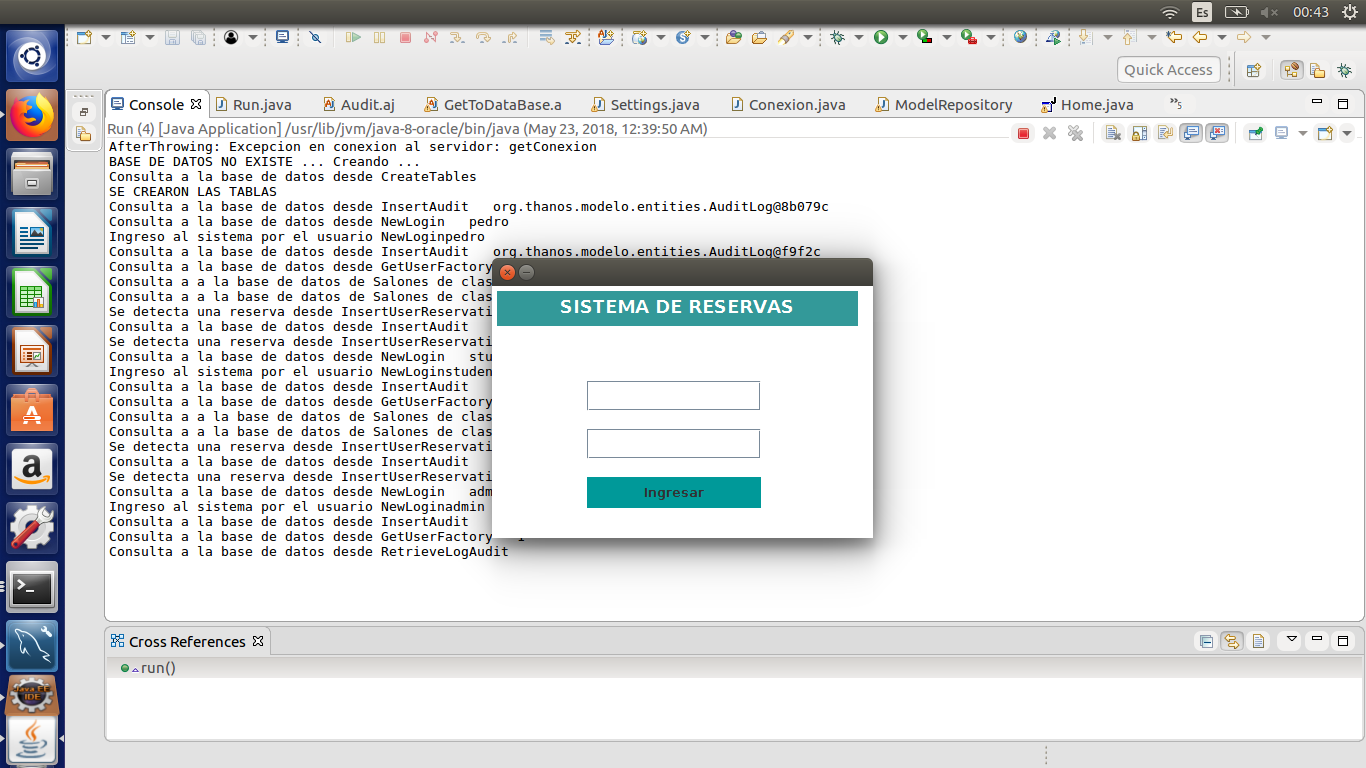 Es
00:43
Quick Access
Console
Run.java
Audit.aj
GetToDataBase.a
Settings.java
Conexion.java
ModelRepository
Home.java
»5
Run (4) [Java Application] /usr/lib/jvm/java-8-oracle/bin/java (May 23, 2018, 12:39:50 AM)
AfterThrowing: Excepcion en conexion al servidor: getConexion
BASE DE DATOS NO EXISTE ... Creando ...
Consulta a la base de datos desde CreateTables
SE CREARON LAS TABLAS
Consulta a la base de datos desde InsertAudit org.thanos.modelo.entities.AuditLog@8b079c
Consulta a la base de datos desde NewLogin pedro
Ingreso al sistema por el usuario NewLoginpedro
Consulta a la base de datos desde InsertAudit org.thanos.modelo.entities.AuditLog@f9f2c
Consulta a la base de datos desde GetUserFactory
Consulta a a la base de datos de Salones de clas
Consulta a a la base de datos de Salones de clas
Se detecta una reserva desde InsertUserReservati
Consulta a la base de datos desde InsertAudit
Se detecta una reserva desde InsertUserReservati
Consulta a la base de datos desde NewLogin stu
Ingreso al sistema por el usuario NewLoginstuden
Consulta a la base de datos desde InsertAudit
Consulta a la base de datos desde GetUserFactory
Consulta a a la base de datos de Salones de clas
Consulta a a la base de datos de Salones de clas
Se detecta una reserva desde InsertUserReservati
Consulta a la base de datos desde InsertAudit
Se detecta una reserva desde InsertUserReservati
Consulta a la base de datos desde NewLogin adm
Ingreso al sistema por el usuario NewLoginadmin
Consulta a la base de datos desde InsertAudit
Consulta a la base de datos desde GetUserFactory
Consulta a la base de datos desde RetrieveLogAudit
SISTEMA DE RESERVAS
Ingresar
Cross References
run()
Java EE
IDE